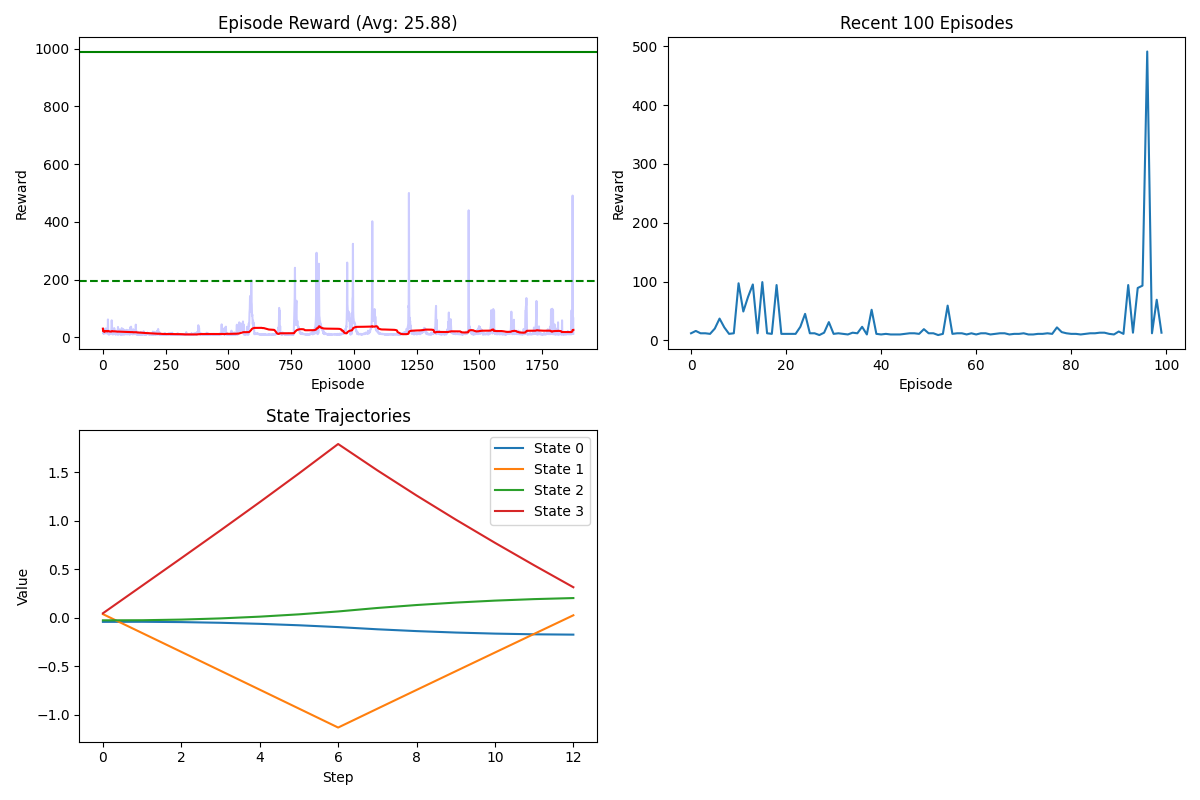 Episode Reward (Avg: 25.88)
Reward
1000
800
600
400
200
0
0 250 500 750 1000 1250 1500 1750
Episode
Recent 100 Episodes
Reward
500
400
300
200
100
0
0 20 40 60 80 100
Episode
State Trajectories
Value
1.5
1.0
0.5
0.0
−0.5
−1.0
State 0
State 1
State 2
State 3
0 2 4 6 8 10 12
Step